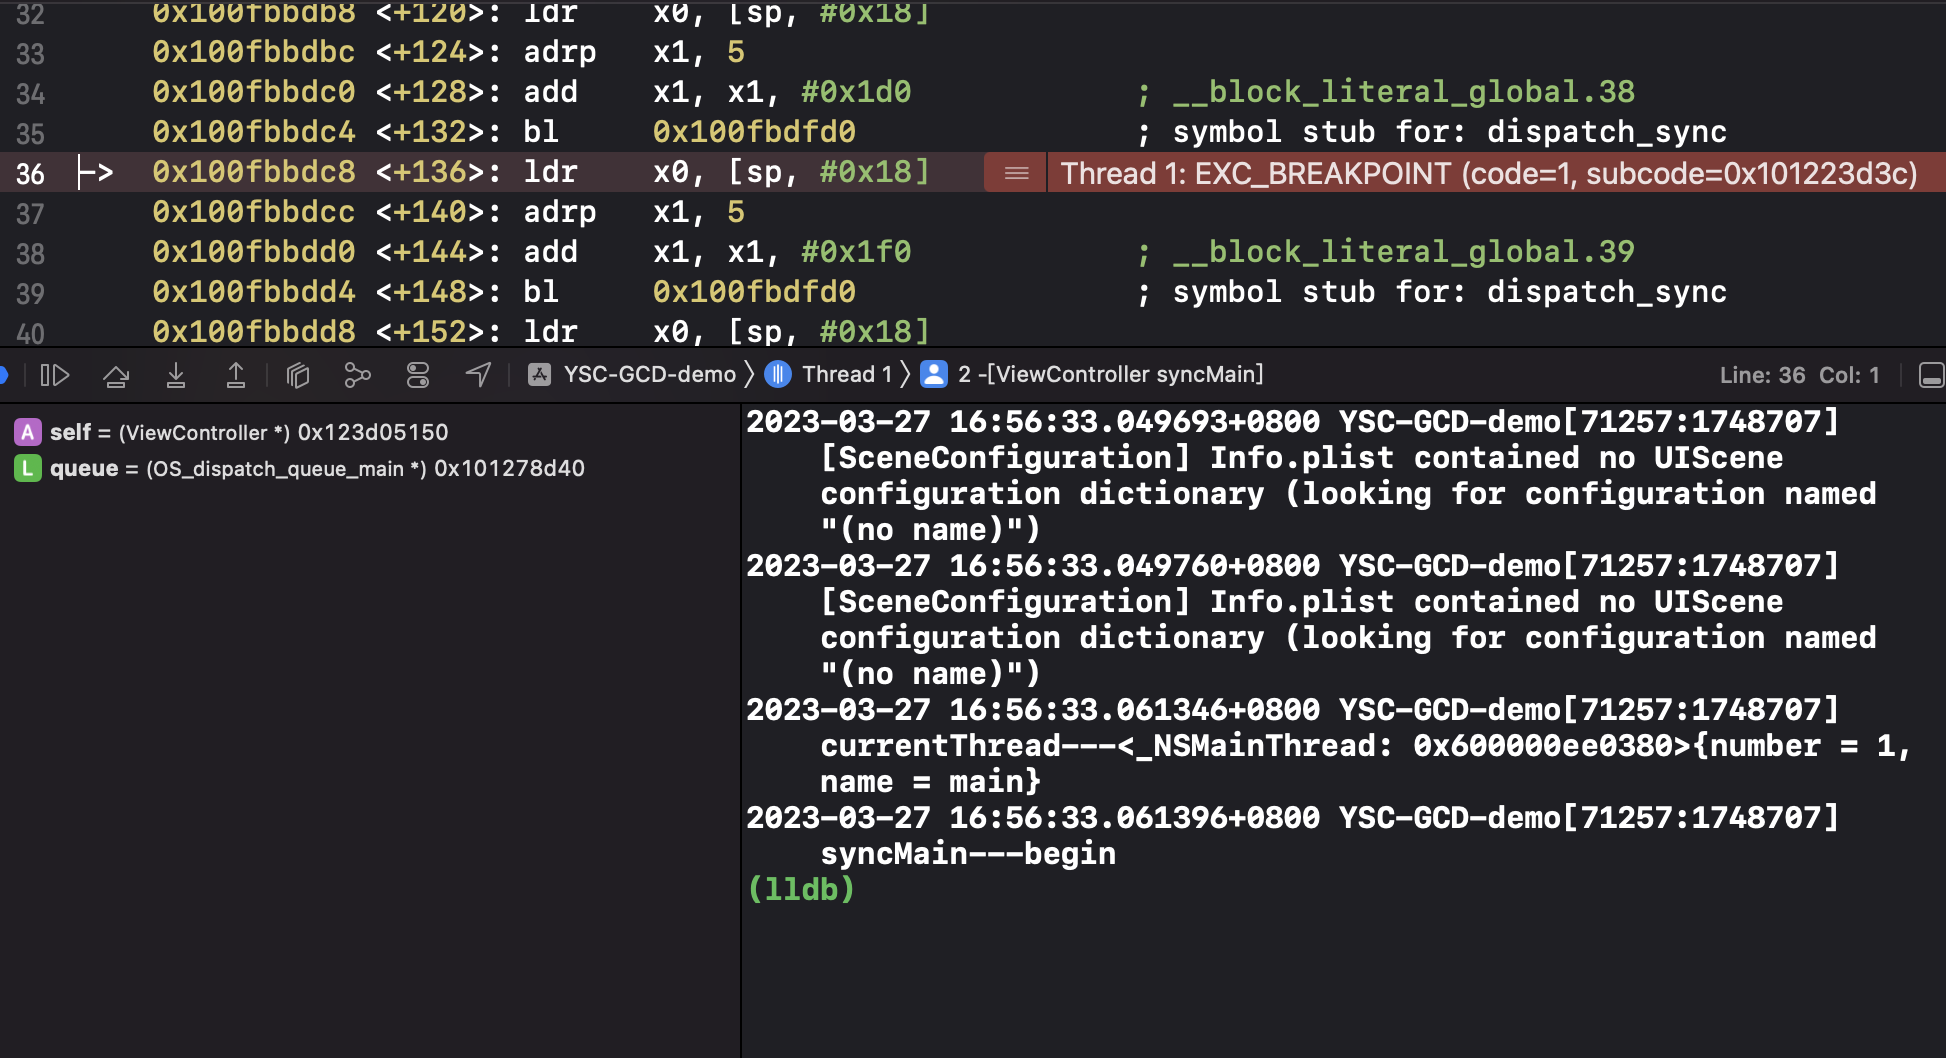 32 0x100fbbdb8 <+120>: ldr x0, [sp, #0x18]
33 0x100fbbdbc <+124>: adrp x1, 5
34 0x100fbbdc0 <+128>: add x1, x1, #0x1d0 ; __block_literal_global.38
35 0x100fbbdc4 <+132>: bl 0x100fbdfd0 ; symbol stub for: dispatch_sync
36 -> 0x100fbbdc8 <+136>: ldr x0, [sp, #0x18] Thread 1: EXC_BREAKPOINT (code=1, subcode=0x101223d3c)
37 0x100fbbdcc <+140>: adrp x1, 5
38 0x100fbbdd0 <+144>: add x1, x1, #0x1f0 ; __block_literal_global.39
39 0x100fbbdd4 <+148>: bl 0x100fbdfd0 ; symbol stub for: dispatch_sync
40 0x100fbbdd8 <+152>: ldr x0, [sp, #0x18]
YSC-GCD-demo 〉 Thread 1 〉 2 -[ViewController syncMain] Line: 36 Col: 1
A self = (ViewController *) 0x123d05150
L queue = (OS_dispatch_queue_main *) 0x101278d40
2023-03-27 16:56:33.049693+0800 YSC-GCD-demo[71257:1748707]
[SceneConfiguration] Info.plist contained no UIScene
configuration dictionary (looking for configuration named
"(no name)")
2023-03-27 16:56:33.049760+0800 YSC-GCD-demo[71257:1748707]
[SceneConfiguration] Info.plist contained no UIScene
configuration dictionary (looking for configuration named
"(no name)")
2023-03-27 16:56:33.061346+0800 YSC-GCD-demo[71257:1748707]
currentThread---<_NSMainThread: 0x600000ee0380>{number = 1,
name = main}
2023-03-27 16:56:33.061396+0800 YSC-GCD-demo[71257:1748707]
syncMain---begin
(lldb)